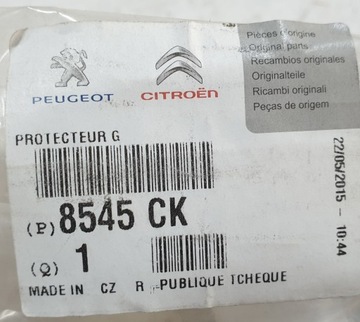 PEUGEOT
CITROËN
Pièces d'origine
Original parts
Recambios originales
Originalteile
Ricambi originali
Peças de origem
PROTECTEUR G
(P) 8545 CK
(Q) 1
MADE IN CZ R -PUBLIQUE TCHEQUE
22/05/2015 - 10:44